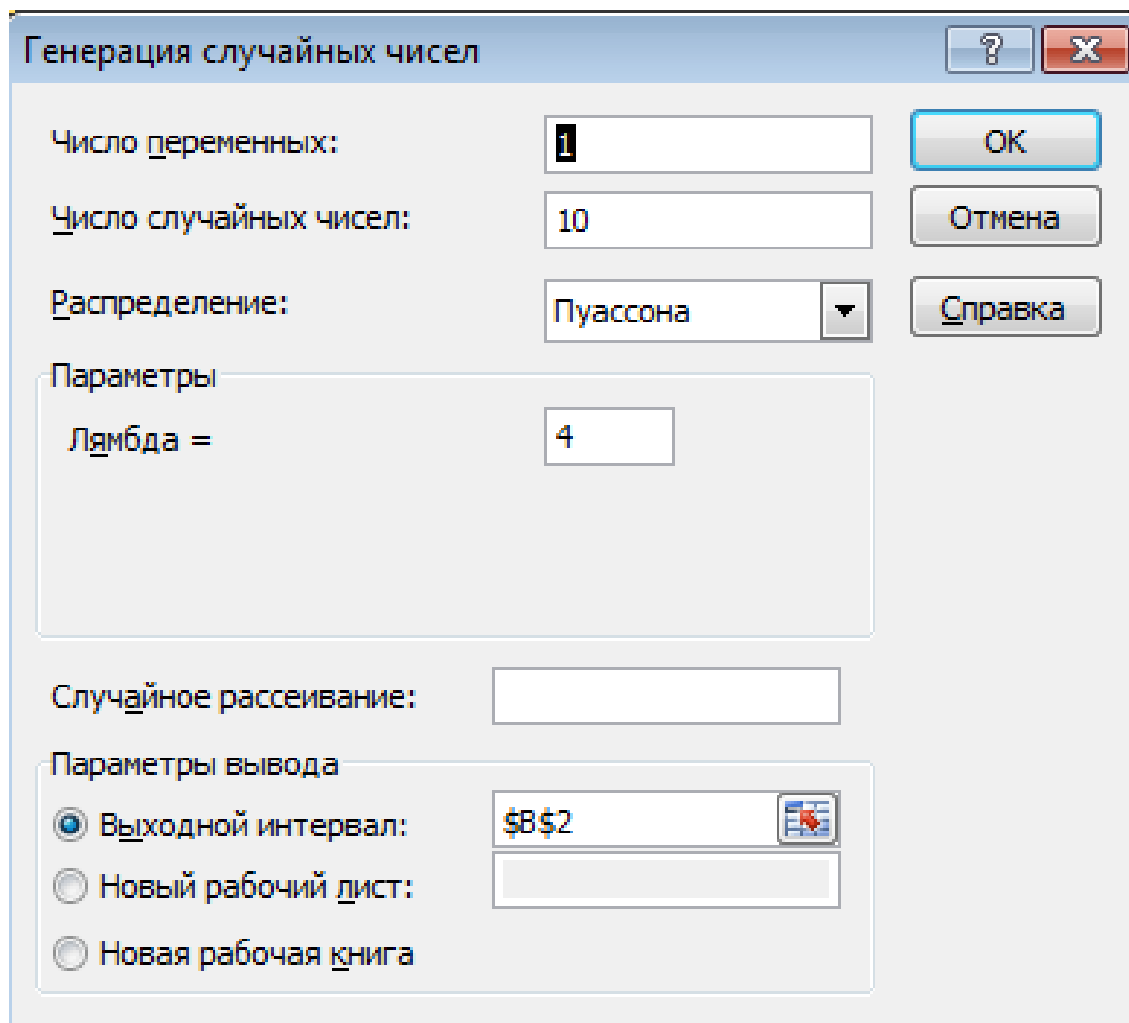 Генерация случайных чисел
Число переменных: 1 OK
Число случайных чисел: 10 Отмена
Распределение: Пуассона Справка
Параметры
Лямбда = 4
Случайное рассеивание:
Параметры вывода
Выходной интервал: $B$2
Новый рабочий лист:
Новая рабочая книга